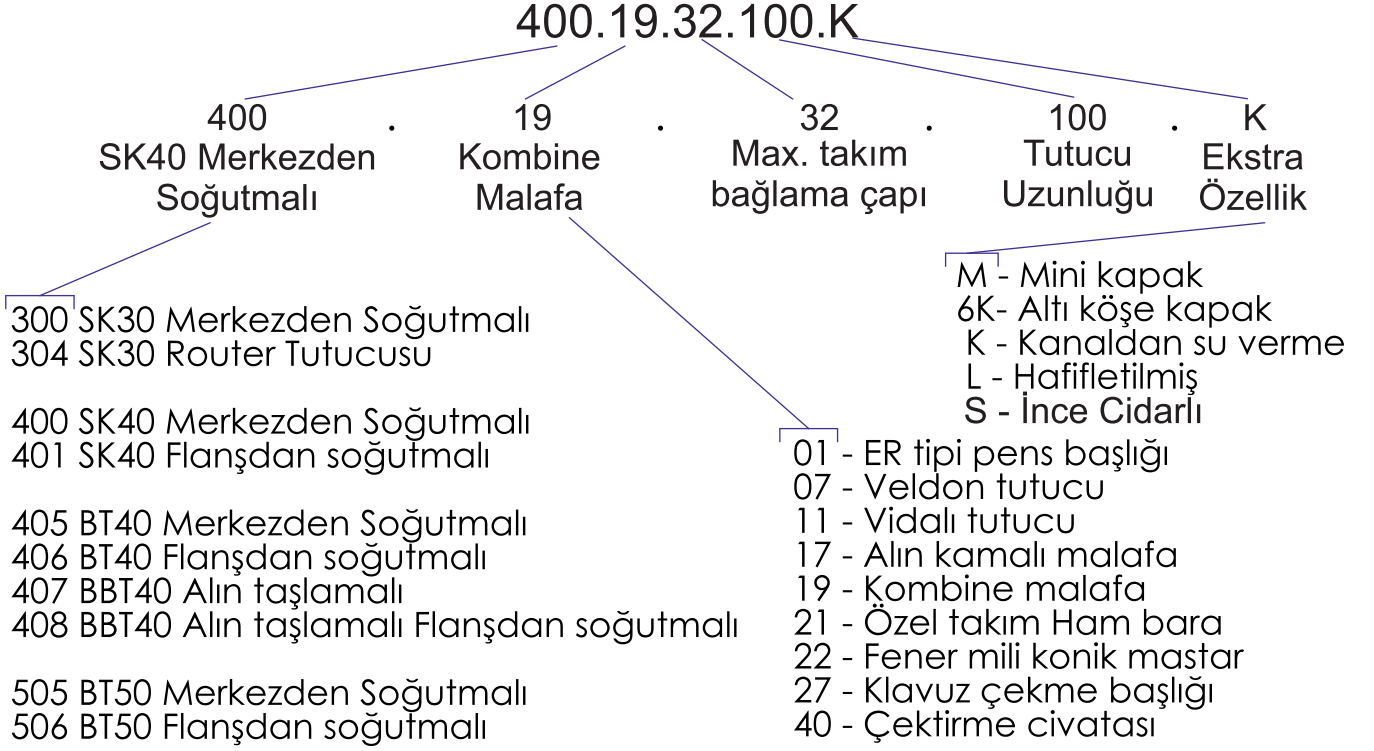 400.19.32.100.K
400 . 19 . 32 . 100 . K
SK40 Merkezden
Soğutmalı
Kombine
Malafa
Max. takım
bağlama çapı
Tutucu
Uzunluğu
Ekstra
Özellik
300 SK30 Merkezden Soğutmalı
304 SK30 Router Tutucusu
400 SK40 Merkezden Soğutmalı
401 SK40 Flanşdan soğutmalı
405 BT40 Merkezden Soğutmalı
406 BT40 Flanşdan soğutmalı
407 BBT40 Alın taşlamalı
408 BBT40 Alın taşlamalı Flanşdan soğutmalı
505 BT50 Merkezden Soğutmalı
506 BT50 Flanşdan soğutmalı
M - Mini kapak
6K- Altı köşe kapak
K - Kanaldan su verme
L - Hafifletilmiş
S - İnce Cidarlı
01 - ER tipi pens başlığı
07 - Veldon tutucu
11 - Vidalı tutucu
17 - Alın kamalı malafa
19 - Kombine malafa
21 - Özel takım Ham bara
22 - Fener mili konik mastar
27 - Klavuz çekme başlığı
40 - Çektirme civatası